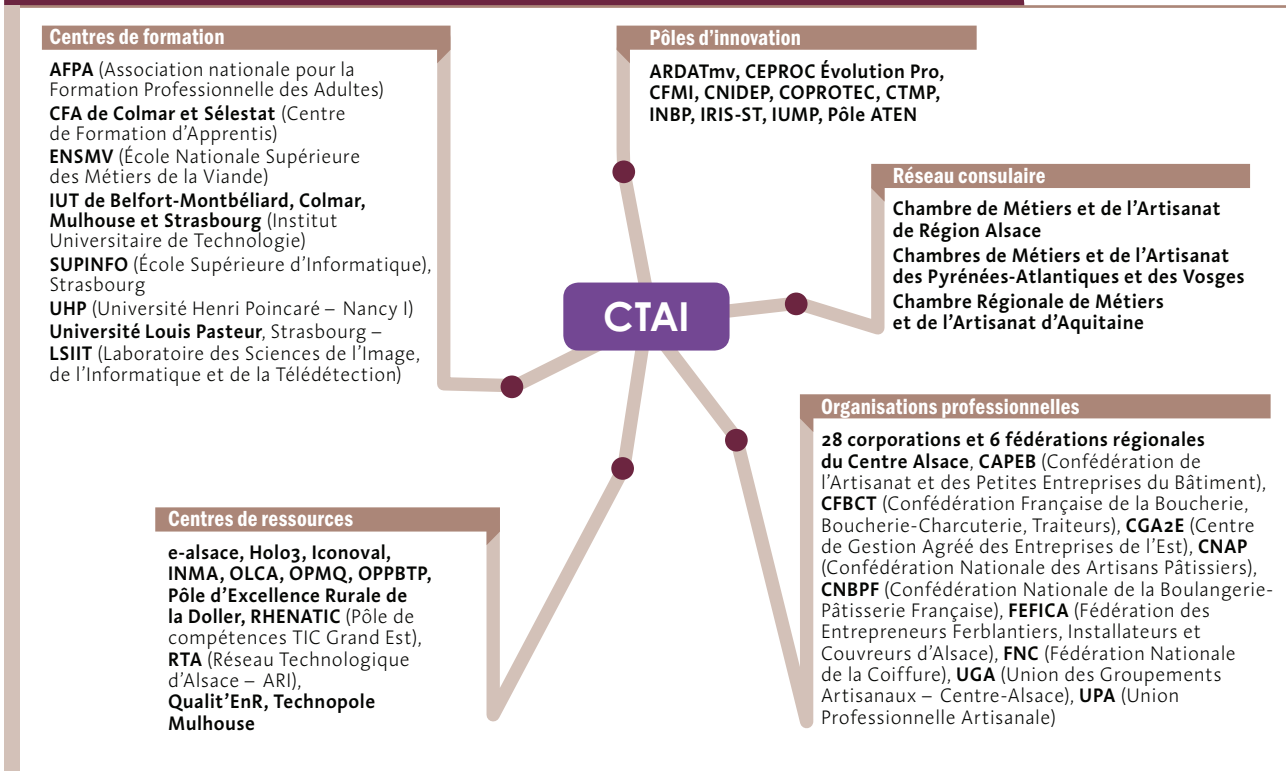 Centres de formation
AFPA (Association nationale pour la
Formation Professionnelle des Adultes)
CFA de Colmar et Sélestat (Centre
de Formation d'Apprentis)
ENSMV (École Nationale Supérieure
des Métiers de la Viande)
IUT de Belfort-Montbéliard, Colmar,
Mulhouse et Strasbourg (Institut
Universitaire de Technologie)
SUPINFO (École Supérieure d'Informatique),
Strasbourg
UHP (Université Henri Poincaré – Nancy I)
Université Louis Pasteur, Strasbourg –
LSIIT (Laboratoire des Sciences de l'Image,
de l'Informatique et de la Télédétection)
Pôles d'innovation
ARDATmv, CEPROC Évolution Pro,
CFMI, CNIDEP, COPROTEC, CTMP,
INBP, IRIS-ST, IUMP, Pôle ATEN
Réseau consulaire
Chambre de Métiers et de l'Artisanat
de Région Alsace
Chambres de Métiers et de l'Artisanat
des Pyrénées-Atlantiques et des Vosges
Chambre Régionale de Métiers
et de l'Artisanat d'Aquitaine
CTAI
Organisations professionnelles
28 corporations et 6 fédérations régionales
du Centre Alsace, CAPEB (Confédération de
l'Artisanat et des Petites Entreprises du Bâtiment),
CFBCT (Confédération Française de la Boucherie,
Boucherie-Charcuterie, Traiteurs), CGA2E (Centre
de Gestion Agréé des Entreprises de l'Est), CNAP
(Confédération Nationale des Artisans Pâtissiers),
CNBPF (Confédération Nationale de la Boulangerie-
Pâtisserie Française), FEFICA (Fédération des
Entrepreneurs Ferblantiers, Installateurs et
Couvreurs d'Alsace), FNC (Fédération Nationale
de la Coiffure), UGA (Union des Groupements
Artisanaux – Centre-Alsace), UPA (Union
Professionnelle Artisanale)
Centres de ressources
e-alsace, Holo3, Iconoval,
INMA, OLCA, OPMQ, OPPBTP,
Pôle d'Excellence Rurale de
la Doller, RHENATIC (Pôle de
compétences TIC Grand Est),
RTA (Réseau Technologique
d'Alsace – ARI),
Qualit'EnR, Technopole
Mulhouse